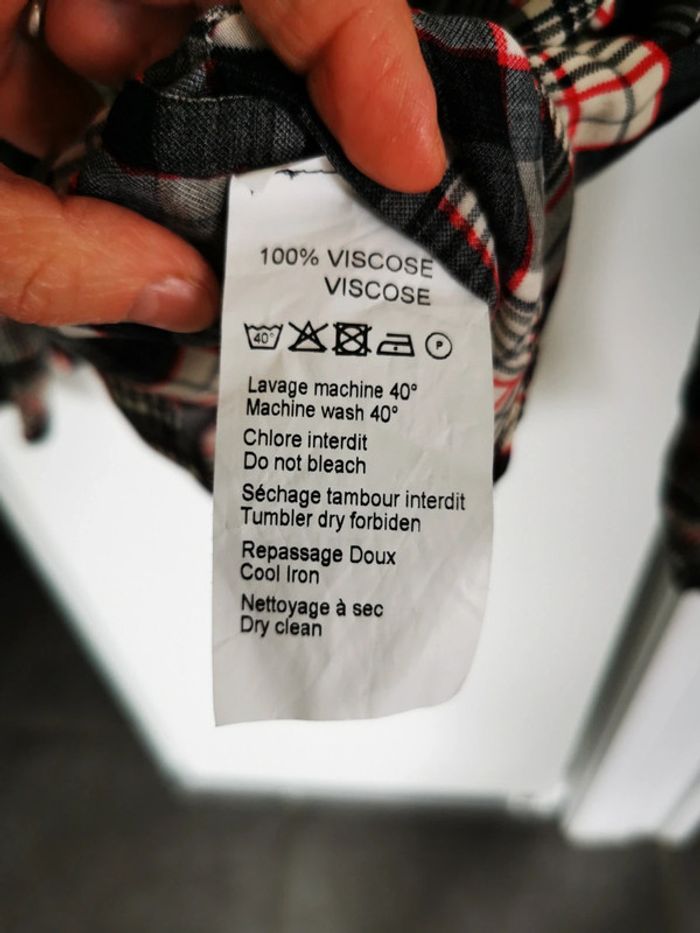 100% VISCOSE
VISCOSE
40° P
Lavage machine 40°
Machine wash 40°
Chlore interdit
Do not bleach
Séchage tambour interdit
Tumbler dry forbiden
Repassage Doux
Cool Iron
Nettoyage à sec
Dry clean